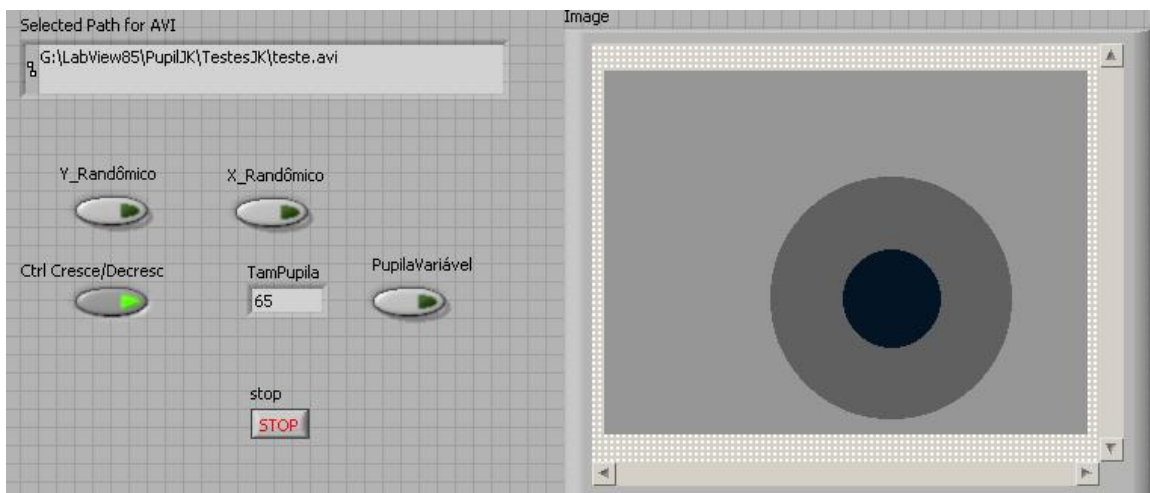 Selected Path for AVI
G:\LabView85\PupilJK\TestesJK\teste.avi
Y_Randômico
X_Randômico
Ctrl Cresce/Decresc
TamPupila
65
PupilaVariável
stop
STOP
Image